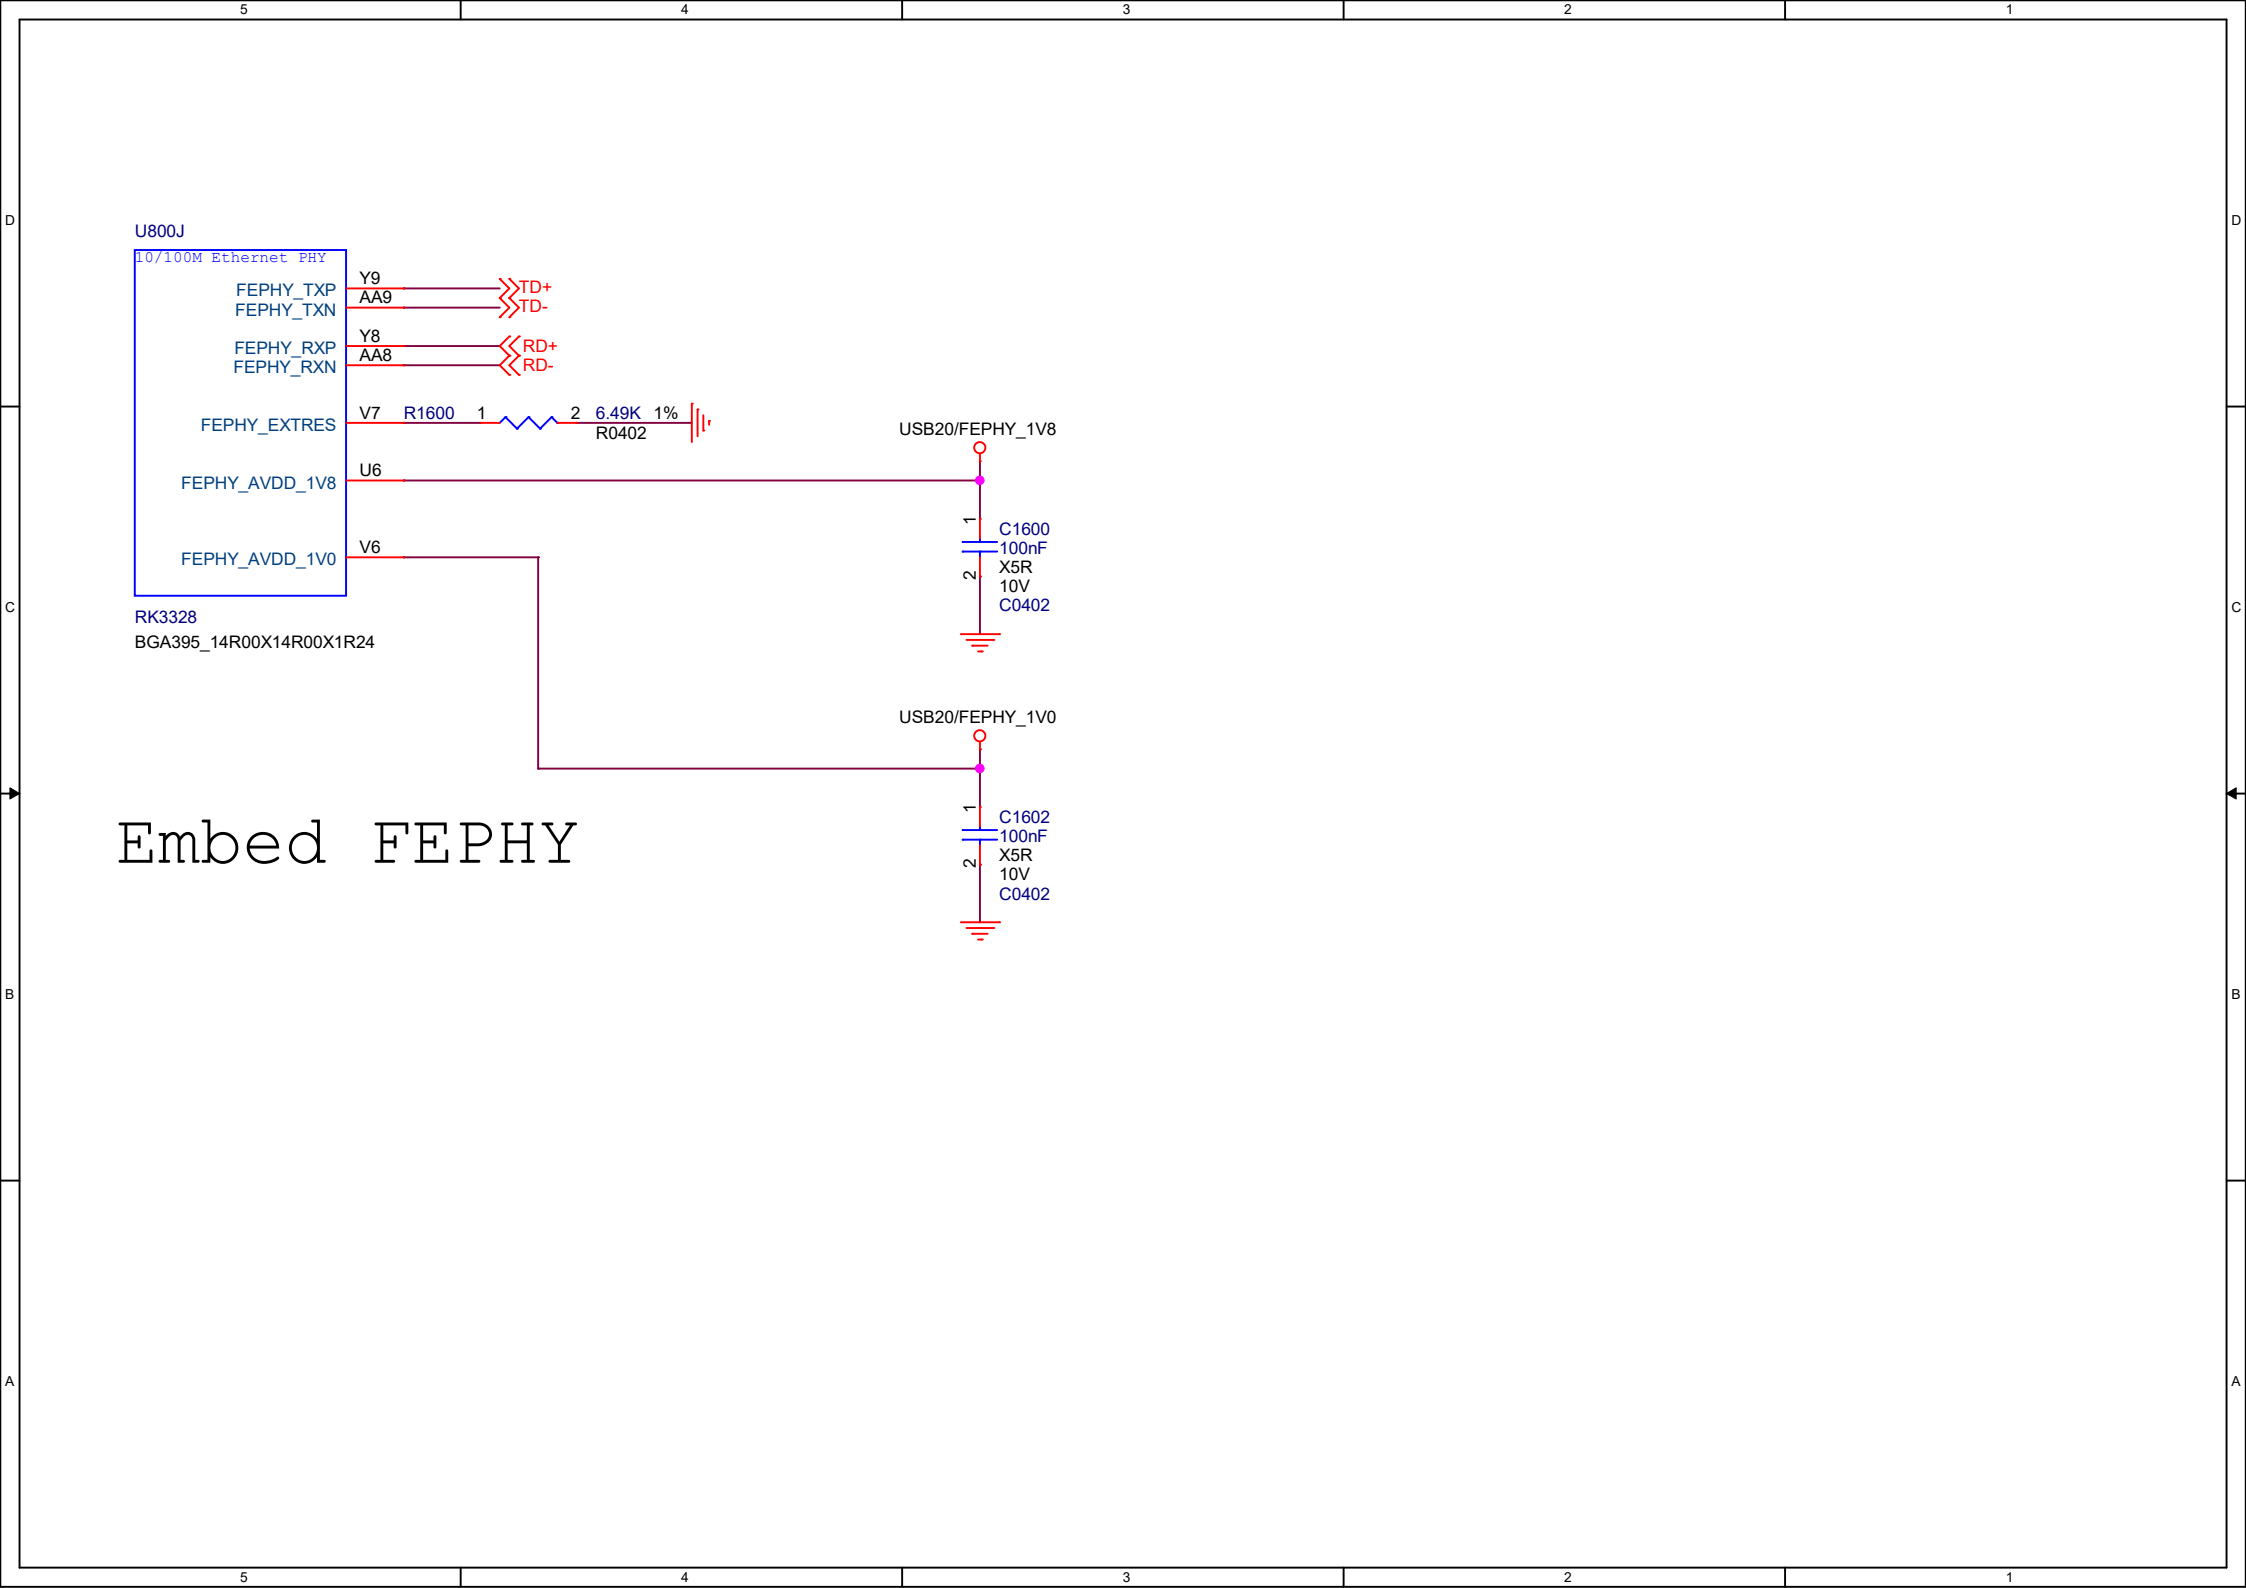 5 4 3 2 1
D D
U800J
10/100M Ethernet PHY
FEPHY_TXP Y9 TD+
FEPHY_TXN AA9 TD-
FEPHY_RXP Y8 RD+
FEPHY_RXN AA8 RD-
FEPHY_EXTRES V7 R1600 1 2 6.49K 1%
R0402
USB20/FEPHY_1V8
FEPHY_AVDD_1V8 U6
1 C1600
100nF
X5R
2 10V
C0402
FEPHY_AVDD_1V0 V6
C C
RK3328
BGA395_14R00X14R00X1R24
USB20/FEPHY_1V0
1 C1602
100nF
X5R
2 10V
C0402
Embed FEPHY
B B
A A
5 4 3 2 1